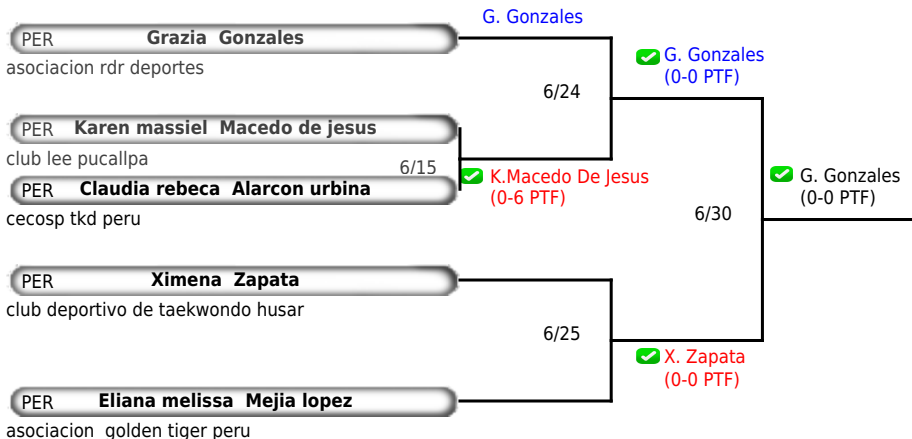 G. Gonzales
PER Grazia Gonzales
asociacion rdr deportes
G. Gonzales
(0-0 PTF)
6/24
PER Karen massiel Macedo de jesus
club lee pucallpa
6/15
K.Macedo De Jesus
(0-6 PTF)
PER Claudia rebeca Alarcon urbina
cecosp tkd peru
G. Gonzales
(0-0 PTF)
6/30
PER Ximena Zapata
club deportivo de taekwondo husar
6/25
X. Zapata
(0-0 PTF)
PER Eliana melissa Mejia lopez
asociacion golden tiger peru